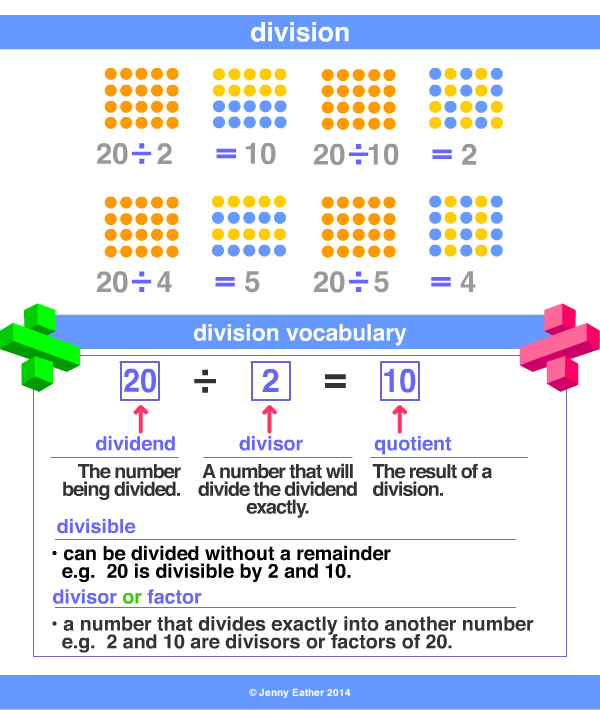 division
20÷2 = 10 20÷10 = 2
20÷4 = 5 20÷5 = 4
division vocabulary
20 ÷ 2 = 10
dividend divisor quotient
The number A number that will The result of a
being divided. divide the dividend division.
exactly.
divisible
• can be divided without a remainder
e.g. 20 is divisible by 2 and 10.
divisor or factor
• a number that divides exactly into another number
e.g. 2 and 10 are divisors or factors of 20.
© Jenny Eather 2014